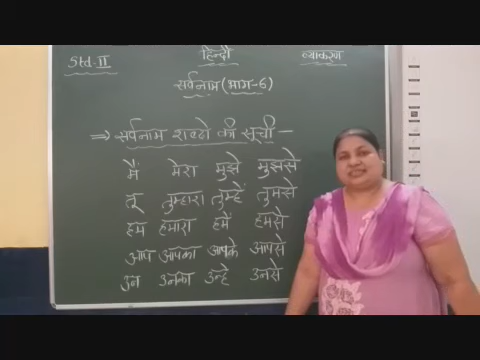 Std-II हिन्दी व्याकरण
सर्वनाम (भाग-6)
⇒ सर्वनाम शब्दो की सूची -
मैं मेरा मुझे मुझसे
तू तुम्हारा तुम्हें तुमसे
हम हमारा हमें हमसे
आप आपका आपके आपसे
उन उनका उन्हे उनसे